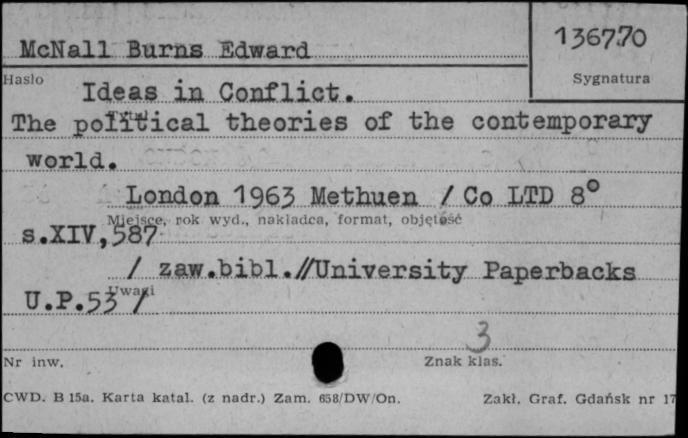 McNall Burns Edward
136770
Hasło
Sygnatura
Ideas in Conflict.
The political theories of the contemporary
world.
London 1963 Methuen / Co LTD 8°
Miejsce, rok wyd., nakładca, format, objętość
s.XIV,587
/ zaw.bibl.//University Paperbacks
U.P.53 /
Uwagi
3
Nr inw.
Znak klas.
CWD. B 15a. Karta katal. (z nadr.) Zam. 658/DW/On.
Zakł. Graf. Gdańsk nr 17